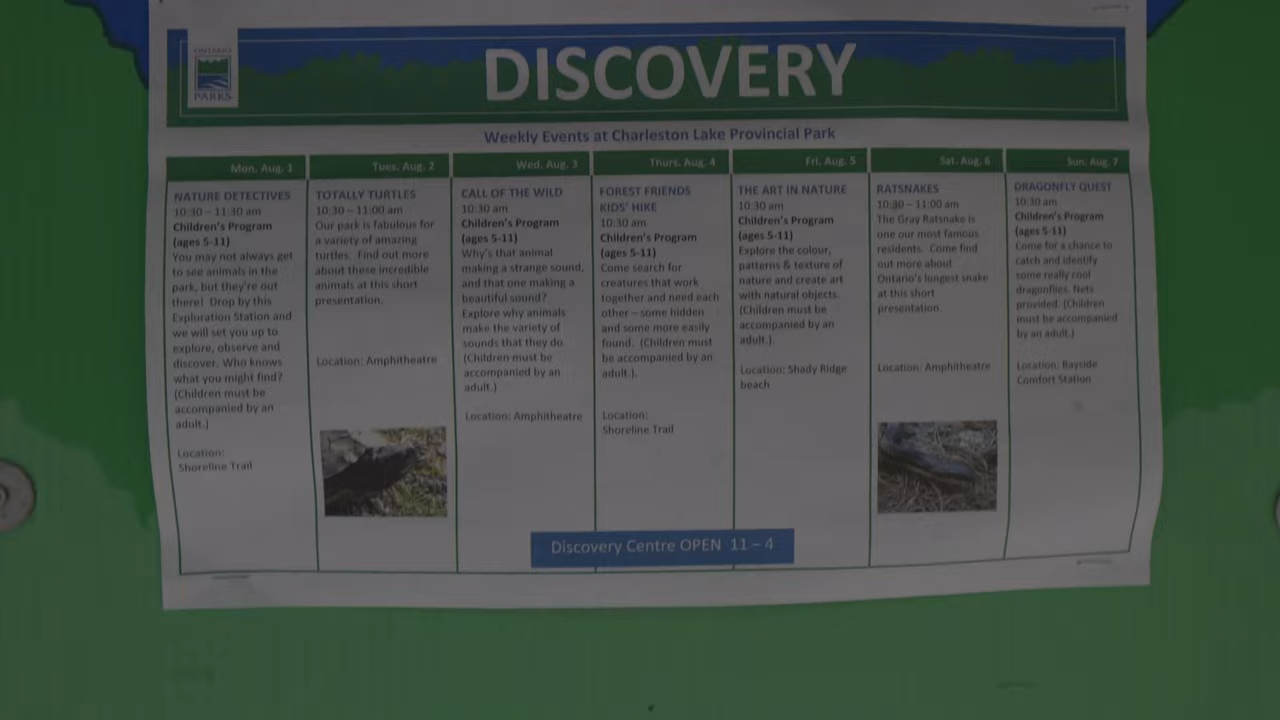 ONTARIO
PARKS
DISCOVERY
Weekly Events at Charleston Lake Provincial Park
Mon. Aug. 1
NATURE DETECTIVES
10:30 – 11:30 am
Children's Program
(ages 5-11)
You may not always get
to see animals in the
park, but they're out
there! Drop by this
Exploration Station and
we will set you up to
explore, observe and
discover. Who knows
what you might find?
(Children must be
accompanied by an
adult.)
Location:
Shoreline Trail
Tues. Aug. 2
TOTALLY TURTLES
10:30 – 11:00 am
Our park is fabulous for
a variety of amazing
turtles. Find out more
about these incredible
animals at this short
presentation.
Location: Amphitheatre
Wed. Aug. 3
CALL OF THE WILD
10:30 am
Children's Program
(ages 5-11)
Why's that animal
making a strange sound,
and that one making a
beautiful sound?
Explore why animals
make the variety of
sounds that they do.
(Children must be
accompanied by an
adult.)
Location: Amphitheatre
Thurs. Aug. 4
FOREST FRIENDS
KIDS' HIKE
10:30 am
Children's Program
(ages 5-11)
Come search for
creatures that work
together and need each
other – some hidden
and some more easily
found. (Children must
be accompanied by an
adult.).
Location:
Shoreline Trail
Fri. Aug. 5
THE ART IN NATURE
10:30 am
Children's Program
(ages 5-11)
Explore the colour,
patterns & texture of
nature and create art
with natural objects.
(Children must be
accompanied by an
adult.).
Location: Shady Ridge
beach
Sat. Aug. 6
RATSNAKES
10:30 – 11:00 am
The Gray Ratsnake is
one our most famous
residents. Come find
out more about
Ontario's longest snake
at this short
presentation.
Location: Amphitheatre
Sun. Aug. 7
DRAGONFLY QUEST
10:30 am
Children's Program
(ages 5-11)
Come for a chance to
catch and identify
some really cool
dragonflies. Nets
provided. (Children
must be accompanied
by an adult.)
Location: Bayside
Comfort Station
Discovery Centre OPEN 11 – 4